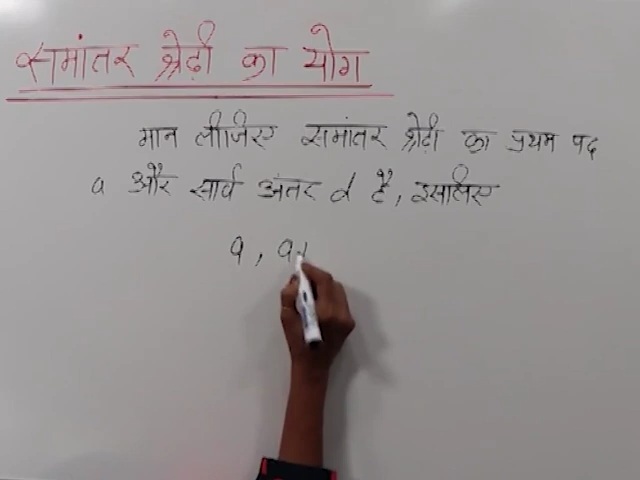 समांतर श्रेढ़ी का योग
मान लीजिए समांतर श्रेढ़ी का प्रथम पद
a और सार्व अंतर d है, इसलिए
a, a+